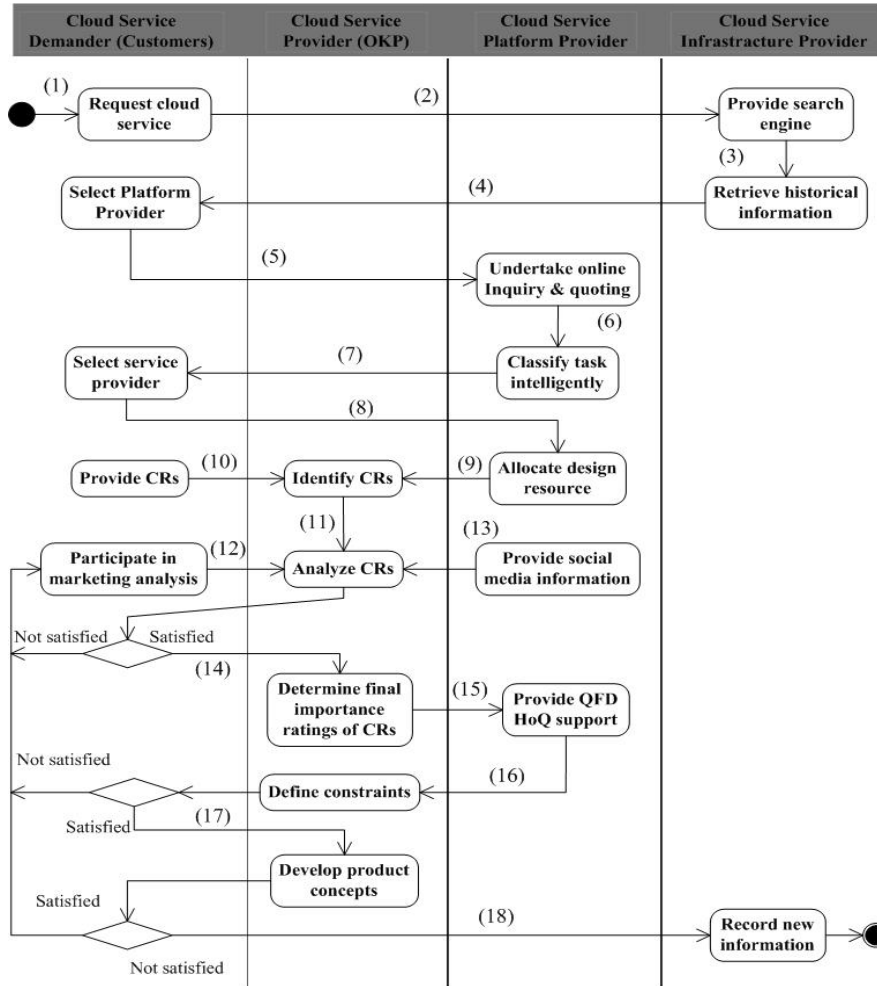 Cloud Service
Demander (Customers)
Cloud Service
Provider (OKP)
Cloud Service
Platform Provider
Cloud Service
Infrastracture Provider
(1)
Request cloud
service
(2)
Provide search
engine
(3)
Select Platform
Provider
(4)
Retrieve historical
information
(5)
Undertake online
Inquiry & quoting
(6)
Select service
provider
(7)
Classify task
intelligently
(8)
Provide CRs
(10)
Identify CRs
(9)
Allocate design
resource
(11)
Participate in
marketing analysis
(12)
Analyze CRs
(13)
Provide social
media information
Not satisfied
Satisfied
(14)
Determine final
importance
ratings of CRs
(15)
Provide QFD
HoQ support
Not satisfied
Define constraints
(16)
Satisfied
(17)
Develop product
concepts
Satisfied
(18)
Record new
information
Not satisfied